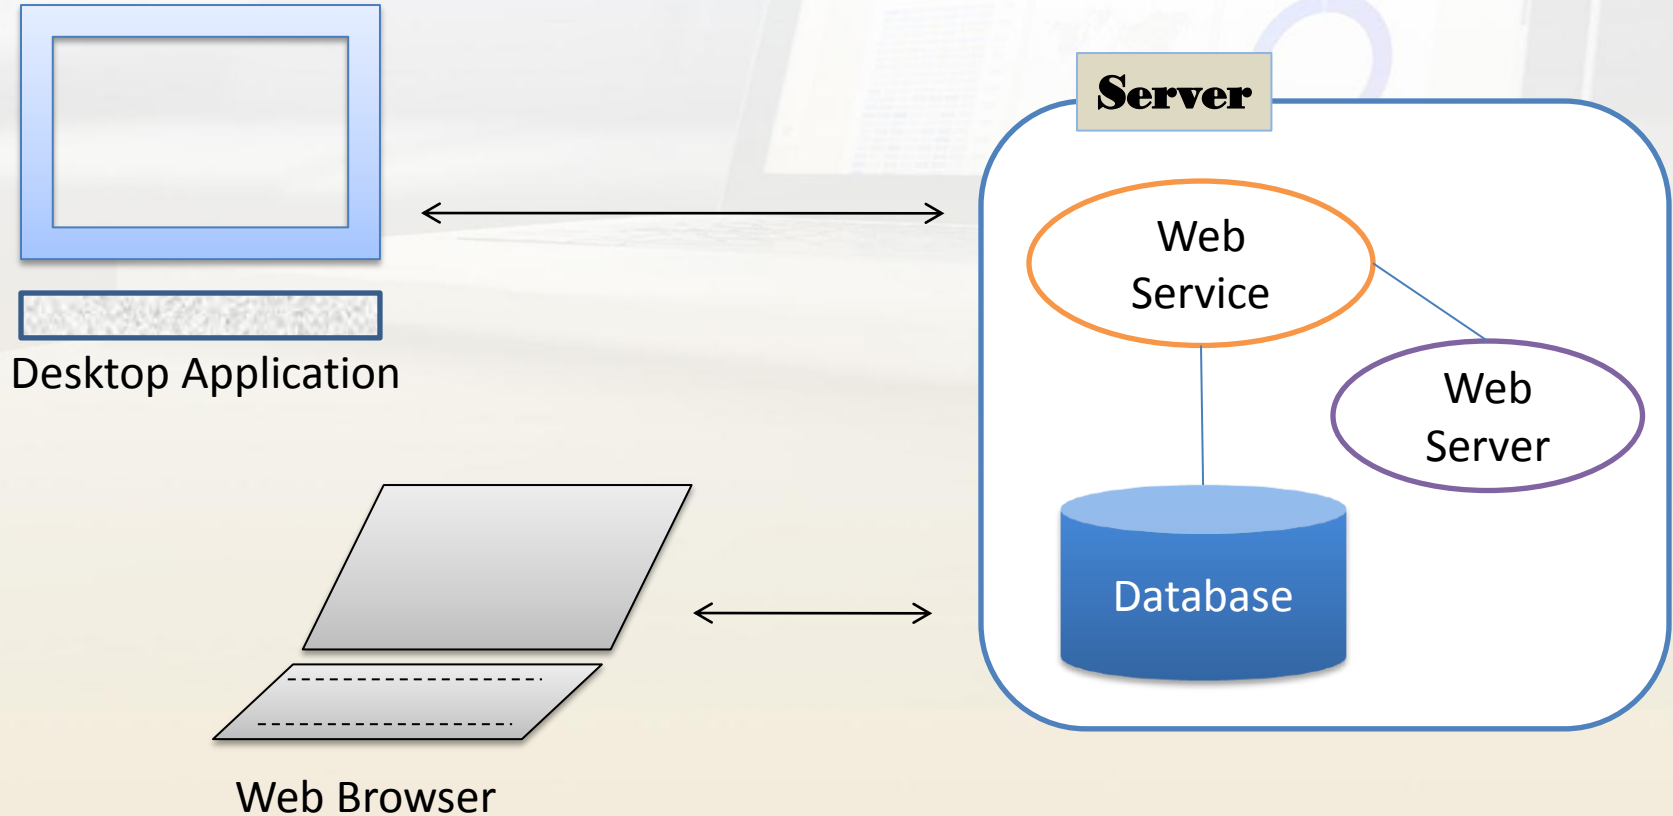 Server
Web
Service
Desktop Application
Web
Server
Database
Web Browser